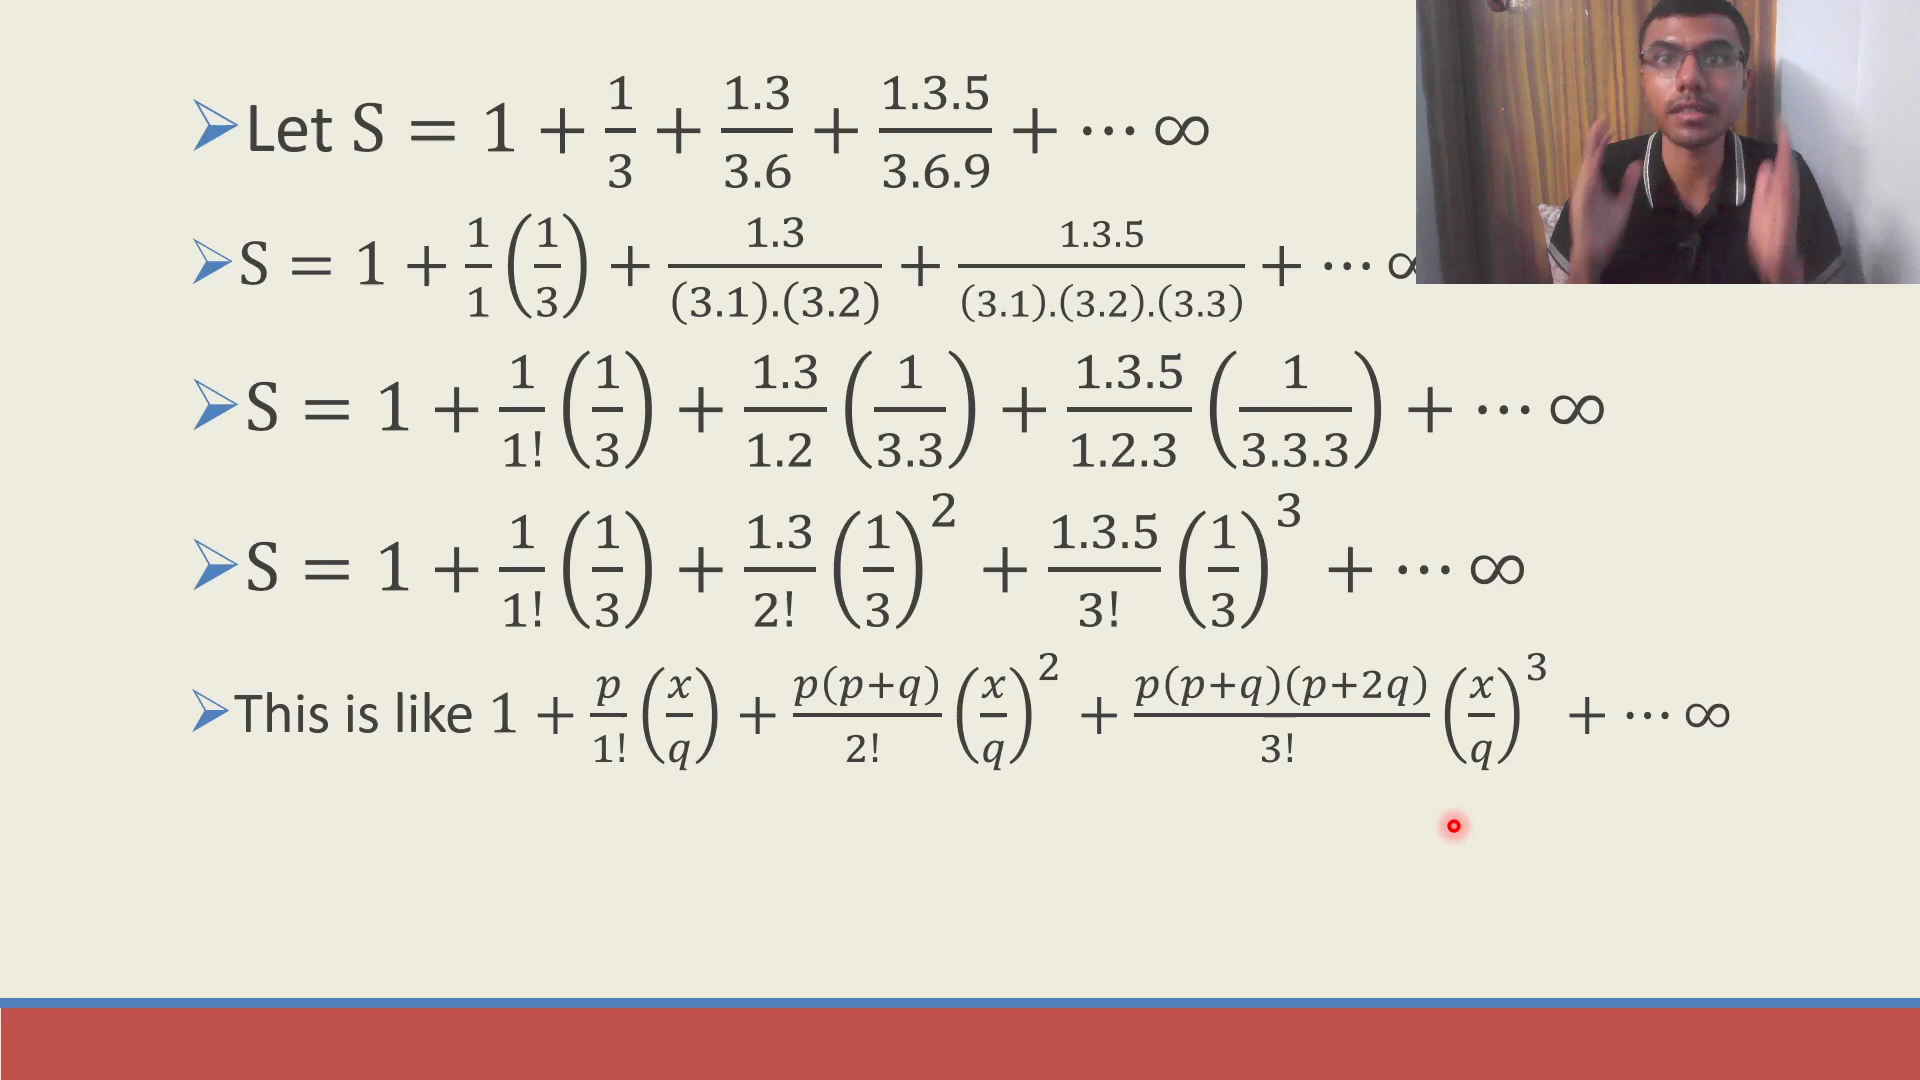 Let S = 1 + 1/3 + 1.3/3.6 + 1.3.5/3.6.9 + ⋯ ∞
S = 1 + 1/1 (1/3) + 1.3/(3.1).(3.2) + 1.3.5/(3.1).(3.2).(3.3) + ⋯ ∞
S = 1 + 1/1! (1/3) + 1.3/1.2 (1/3.3) + 1.3.5/1.2.3 (1/3.3.3) + ⋯ ∞
S = 1 + 1/1! (1/3) + 1.3/2! (1/3)² + 1.3.5/3! (1/3)³ + ⋯ ∞
This is like 1 + p/1! (x/q) + p(p+q)/2! (x/q)² + p(p+q)(p+2q)/3! (x/q)³ + ⋯ ∞